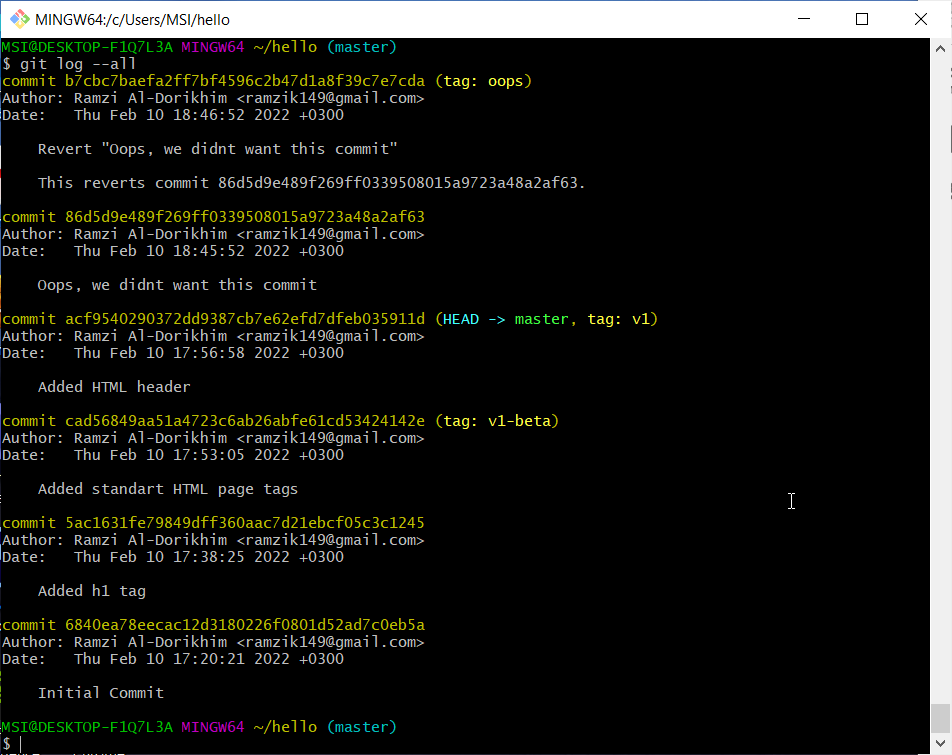 MINGW64:/c/Users/MSI/hello
MSI@DESKTOP-F1Q7L3A MINGW64 ~/hello (master)
$ git log --all
commit b7cbc7baefa2ff7bf4596c2b47d1a8f39c7e7cda (tag: oops)
Author: Ramzi Al-Dorikhim <ramzik149@gmail.com>
Date:   Thu Feb 10 18:46:52 2022 +0300
    Revert "Oops, we didnt want this commit"
    This reverts commit 86d5d9e489f269ff0339508015a9723a48a2af63.
commit 86d5d9e489f269ff0339508015a9723a48a2af63
Author: Ramzi Al-Dorikhim <ramzik149@gmail.com>
Date:   Thu Feb 10 18:45:52 2022 +0300
    Oops, we didnt want this commit
commit acf9540290372dd9387cb7e62efd7dfeb035911d (HEAD -> master, tag: v1)
Author: Ramzi Al-Dorikhim <ramzik149@gmail.com>
Date:   Thu Feb 10 17:56:58 2022 +0300
    Added HTML header
commit cad56849aa51a4723c6ab26abfe61cd53424142e (tag: v1-beta)
Author: Ramzi Al-Dorikhim <ramzik149@gmail.com>
Date:   Thu Feb 10 17:53:05 2022 +0300
    Added standart HTML page tags
commit 5ac1631fe79849dff360aac7d21ebcf05c3c1245
Author: Ramzi Al-Dorikhim <ramzik149@gmail.com>
Date:   Thu Feb 10 17:38:25 2022 +0300
    Added h1 tag
commit 6840ea78eecac12d3180226f0801d52ad7c0eb5a
Author: Ramzi Al-Dorikhim <ramzik149@gmail.com>
Date:   Thu Feb 10 17:20:21 2022 +0300
    Initial Commit
MSI@DESKTOP-F1Q7L3A MINGW64 ~/hello (master)
$